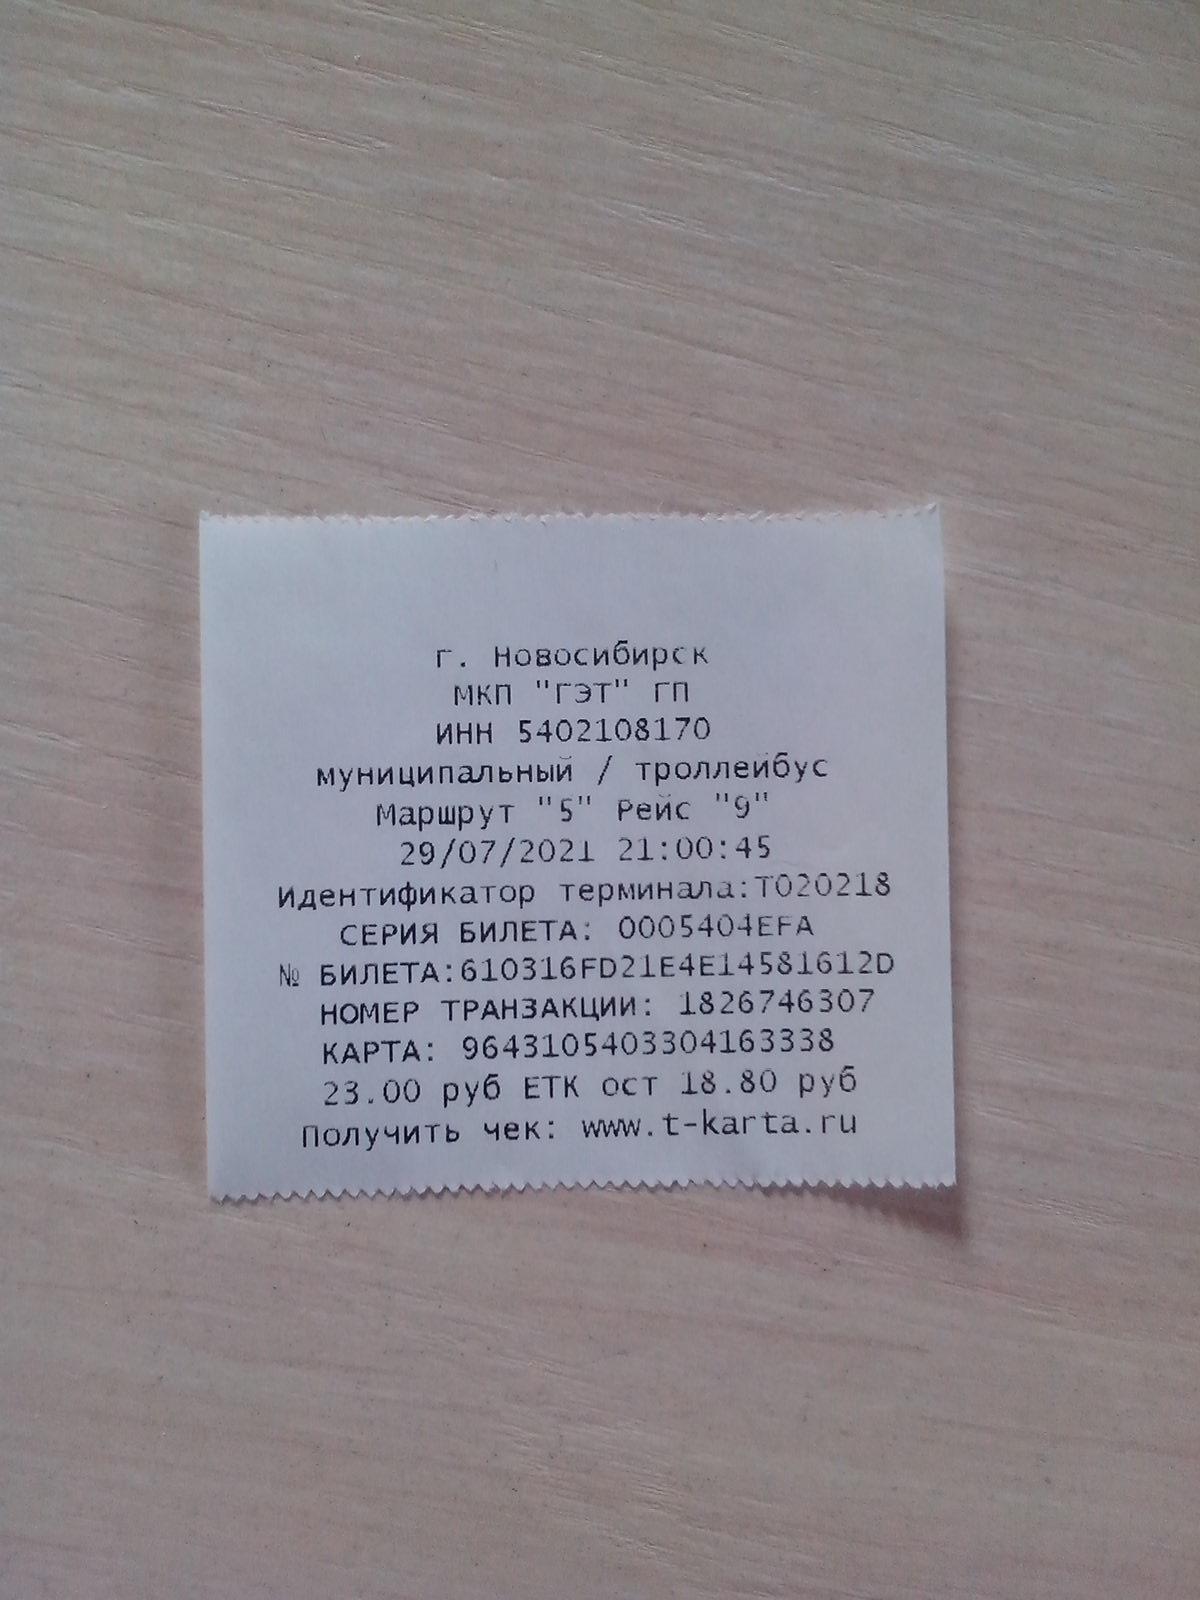 г. Новосибирск
МКП "ГЭТ" ГП
ИНН 5402108170
муниципальный / троллейбус
Маршрут "5" Рейс "9"
29/07/2021 21:00:45
Идентификатор терминала:T020218
СЕРИЯ БИЛЕТА: 0005404EFA
№ БИЛЕТА:610316FD21E4E14581612D
НОМЕР ТРАНЗАКЦИИ: 1826746307
КАРТА: 9643105403304163338
23.00 руб ЕТК ост 18.80 руб
Получить чек: www.t-karta.ru